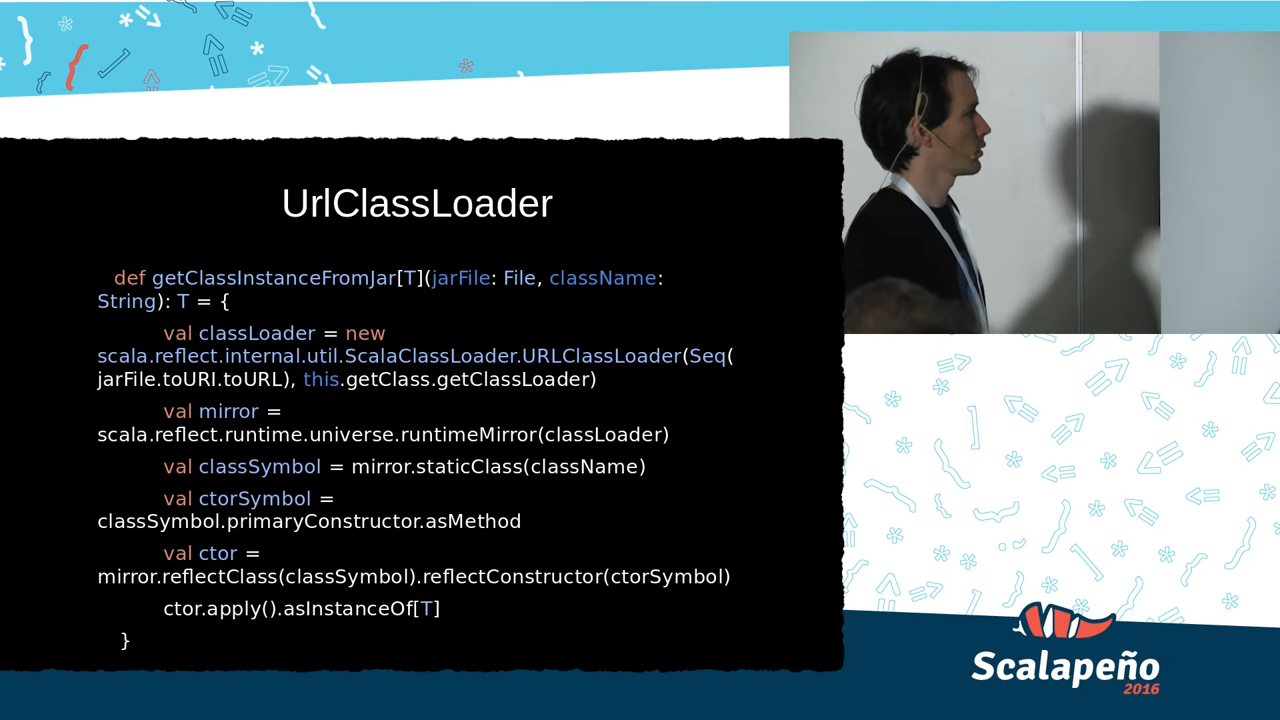 UrlClassLoader
def getClassInstanceFromJar[T](jarFile: File, className:
String): T = {
val classLoader = new
scala.reflect.internal.util.ScalaClassLoader.URLClassLoader(Seq(
jarFile.toURI.toURL), this.getClass.getClassLoader)
val mirror =
scala.reflect.runtime.universe.runtimeMirror(classLoader)
val classSymbol = mirror.staticClass(className)
val ctorSymbol =
classSymbol.primaryConstructor.asMethod
val ctor =
mirror.reflectClass(classSymbol).reflectConstructor(ctorSymbol)
ctor.apply().asInstanceOf[T]
}
Scalapeño
2016